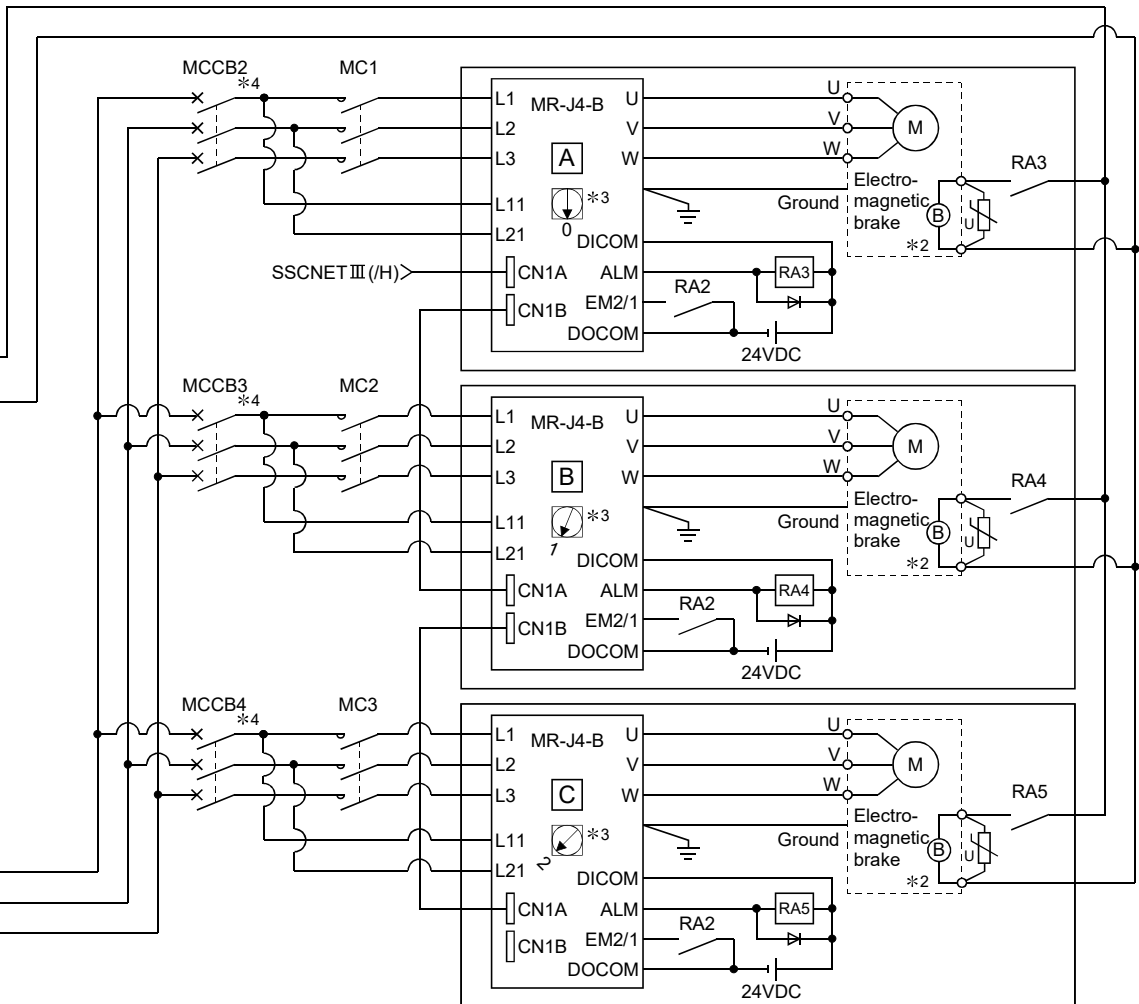 MCCB2
＊4
MC1
L1
MR-J4-B
U
U
L2
V
V
M
L3
A
W
W
RA3
L11
＊3
0
Ground
Electro-
magnetic
brake
B
U
＊2
L21
DICOM
SSCNETⅢ(/H)
CN1A
ALM
RA3
CN1B
EM2/1
RA2
DOCOM
24VDC
MCCB3
＊4
MC2
L1
MR-J4-B
U
U
L2
V
V
M
L3
B
W
W
RA4
L11
＊3
1
Ground
Electro-
magnetic
brake
B
U
＊2
L21
DICOM
CN1A
ALM
RA4
CN1B
EM2/1
RA2
DOCOM
24VDC
MCCB4
＊4
MC3
L1
MR-J4-B
U
U
L2
V
V
M
L3
C
W
W
RA5
L11
＊3
2
Ground
Electro-
magnetic
brake
B
U
＊2
L21
DICOM
CN1A
ALM
RA5
CN1B
EM2/1
RA2
DOCOM
24VDC